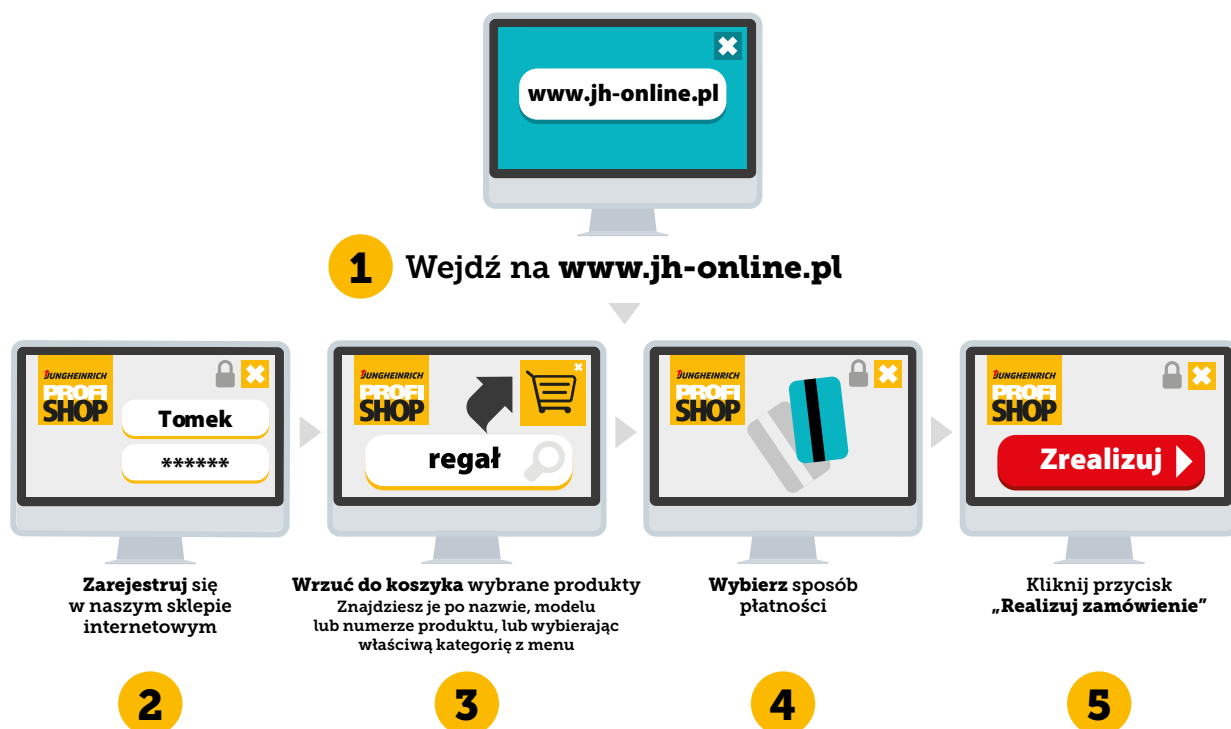 www.jh-online.pl
1 Wejdź na www.jh-online.pl
JUNGHEINRICH
PROFI
SHOP
Tomek
******
Zarejestruj się
w naszym sklepie
internetowym
2
JUNGHEINRICH
PROFI
SHOP
regał
Wrzuć do koszyka wybrane produkty
Znajdziesz je po nazwie, modelu
lub numerze produktu, lub wybierając
właściwą kategorię z menu
3
JUNGHEINRICH
PROFI
SHOP
Wybierz sposób
płatności
4
JUNGHEINRICH
PROFI
SHOP
Zrealizuj
Kliknij przycisk
„Realizuj zamówienie”
5